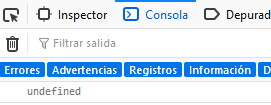 Inspector Consola Depurad
Filtrar salida
Errores Advertencias Registros Información D
undefined